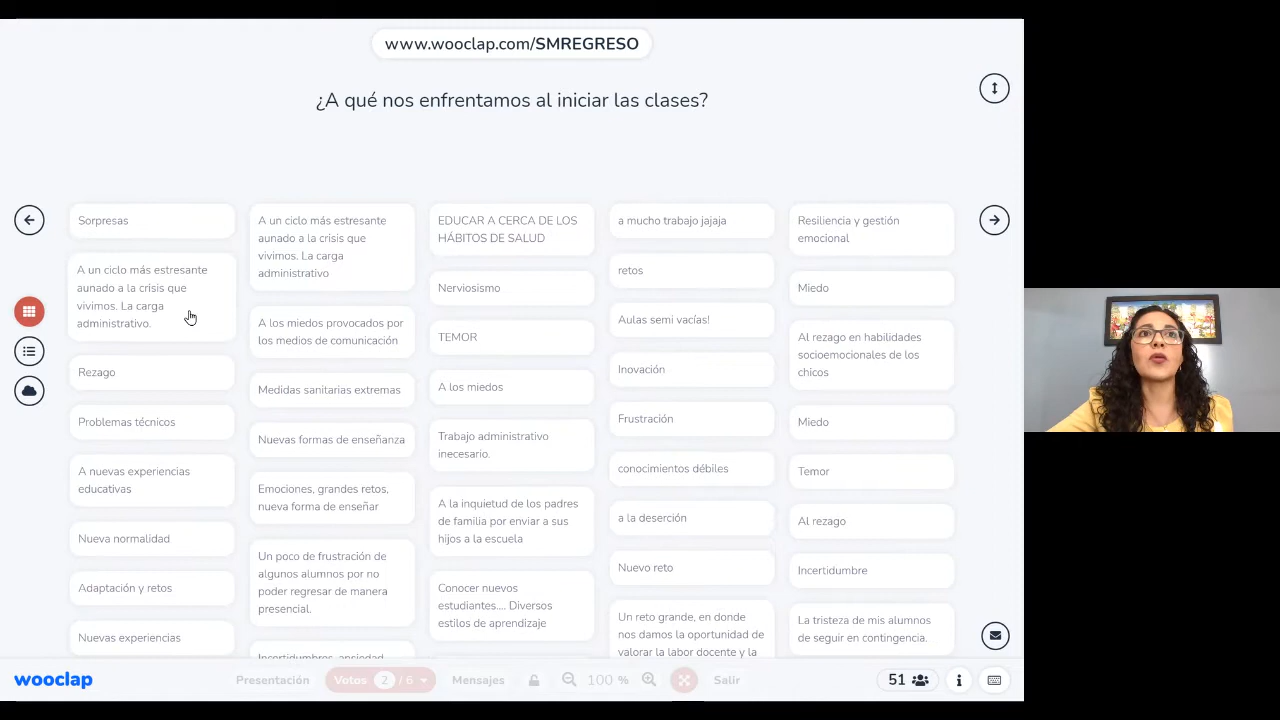 www.wooclap.com/SMREGRESO
¿A qué nos enfrentamos al iniciar las clases?
Sorpresas
A un ciclo más estresante
aunado a la crisis que
vivimos. La carga
administrativo.
Rezago
Problemas técnicos
A nuevas experiencias
educativas
Nueva normalidad
Adaptación y retos
Nuevas experiencias
A un ciclo más estresante
aunado a la crisis que
vivimos. La carga
administrativo
A los miedos provocados por
los medios de comunicación
Medidas sanitarias extremas
Nuevas formas de enseñanza
Emociones, grandes retos,
nueva forma de enseñar
Un poco de frustración de
algunos alumnos por no
poder regresar de manera
presencial.
Incertidumbres, ansiedad
EDUCAR A CERCA DE LOS
HÁBITOS DE SALUD
Nerviosismo
TEMOR
A los miedos
Trabajo administrativo
inecesario.
A la inquietud de los padres
de familia por enviar a sus
hijos a la escuela
Conocer nuevos
estudiantes.... Diversos
estilos de aprendizaje
a mucho trabajo jajaja
retos
Aulas semi vacías!
Inovación
Frustración
conocimientos débiles
a la deserción
Nuevo reto
Un reto grande, en donde
nos damos la oportunidad de
valorar la labor docente y la
Resiliencia y gestión
emocional
Miedo
Al rezago en habilidades
socioemocionales de los
chicos
Miedo
Temor
Al rezago
Incertidumbre
La tristeza de mis alumnos
de seguir en contingencia.
wooclap
Presentación
Votos 2 / 6
Mensajes
100 %
Salir
51